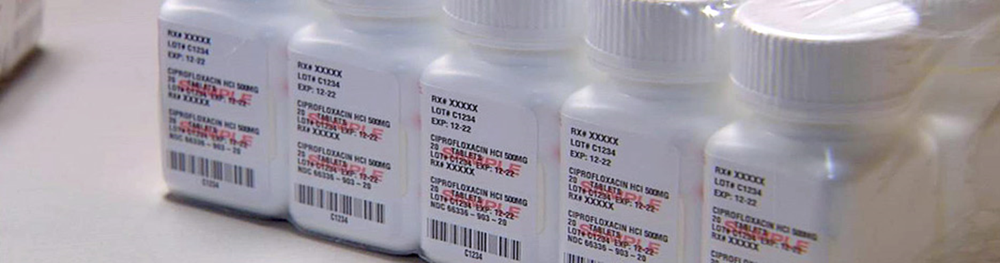 RX# XXXXX
LOT# C1234
EXP: 12-22
CIPROFLOXACIN HCI 500MG
20 TABLETS
SAMPLE
LOT# C1234 EXP: 12-22
RX# XXXXX
CIPROFLOXACIN HCI 500MG
20 TABLETS
SAMPLE
LOT# C1234 EXP: 12-22
NDC 66336 - 903 - 20
C1234
RX# XXXXX
LOT# C1234
EXP: 12-22
CIPROFLOXACIN HCI 500MG
20 TABLETS
SAMPLE
LOT# C1234 EXP: 12-22
RX# XXXXX
CIPROFLOXACIN HCI 500MG
20 TABLETS
SAMPLE
LOT# C1234 EXP: 12-22
NDC 66336 - 903 - 20
C1234
RX# XXXXX
LOT# C1234
EXP: 12-22
CIPROFLOXACIN HCI 500MG
20 TABLETS
SAMPLE
LOT# C1234 EXP: 12-22
RX# XXXXX
CIPROFLOXACIN HCI 500MG
20 TABLETS
SAMPLE
LOT# C1234 EXP: 12-22
NDC 66336 - 903 - 20
C1234
RX# XXXXX
LOT# C1234
EXP: 12-22
CIPROFLOXACIN HCI 500MG
20 TABLETS
SAMPLE
LOT# C1234 EXP: 12-22
RX# XXXXX
CIPROFLOXACIN HCI 500MG
20 TABLETS
SAMPLE
LOT# C1234 EXP: 12-22
NDC 66336 - 903 - 20
RX# XXXXX
LOT# C1234
EXP: 12-22
CIPROFLOXACIN HCI 500MG
20 TABLETS
SAMPLE
LOT# C1234 EXP: 12-22
RX# XXXXX